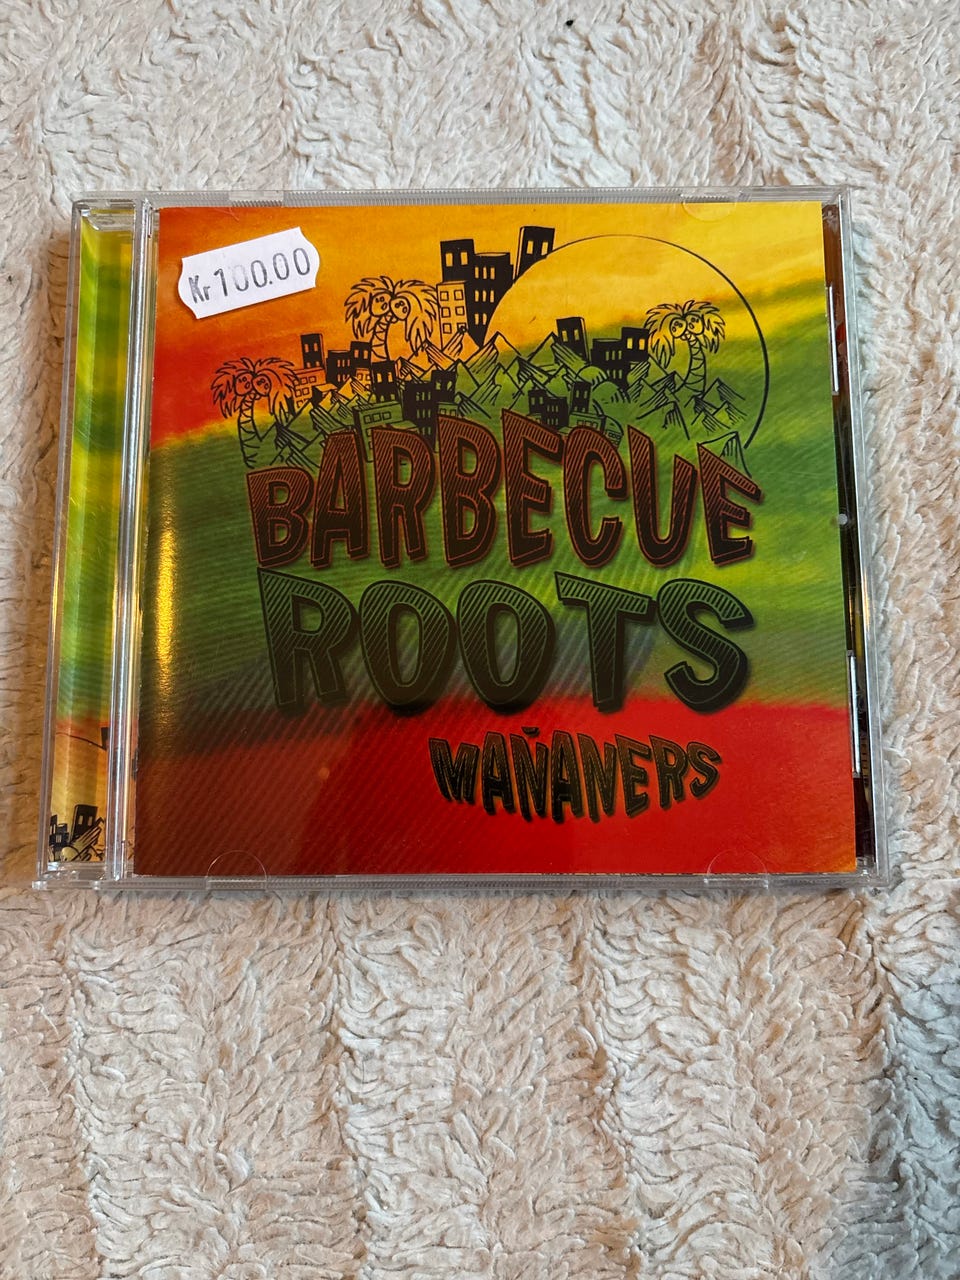 Kr 100.00
BARBECUE
ROOTS
MAÑANERS